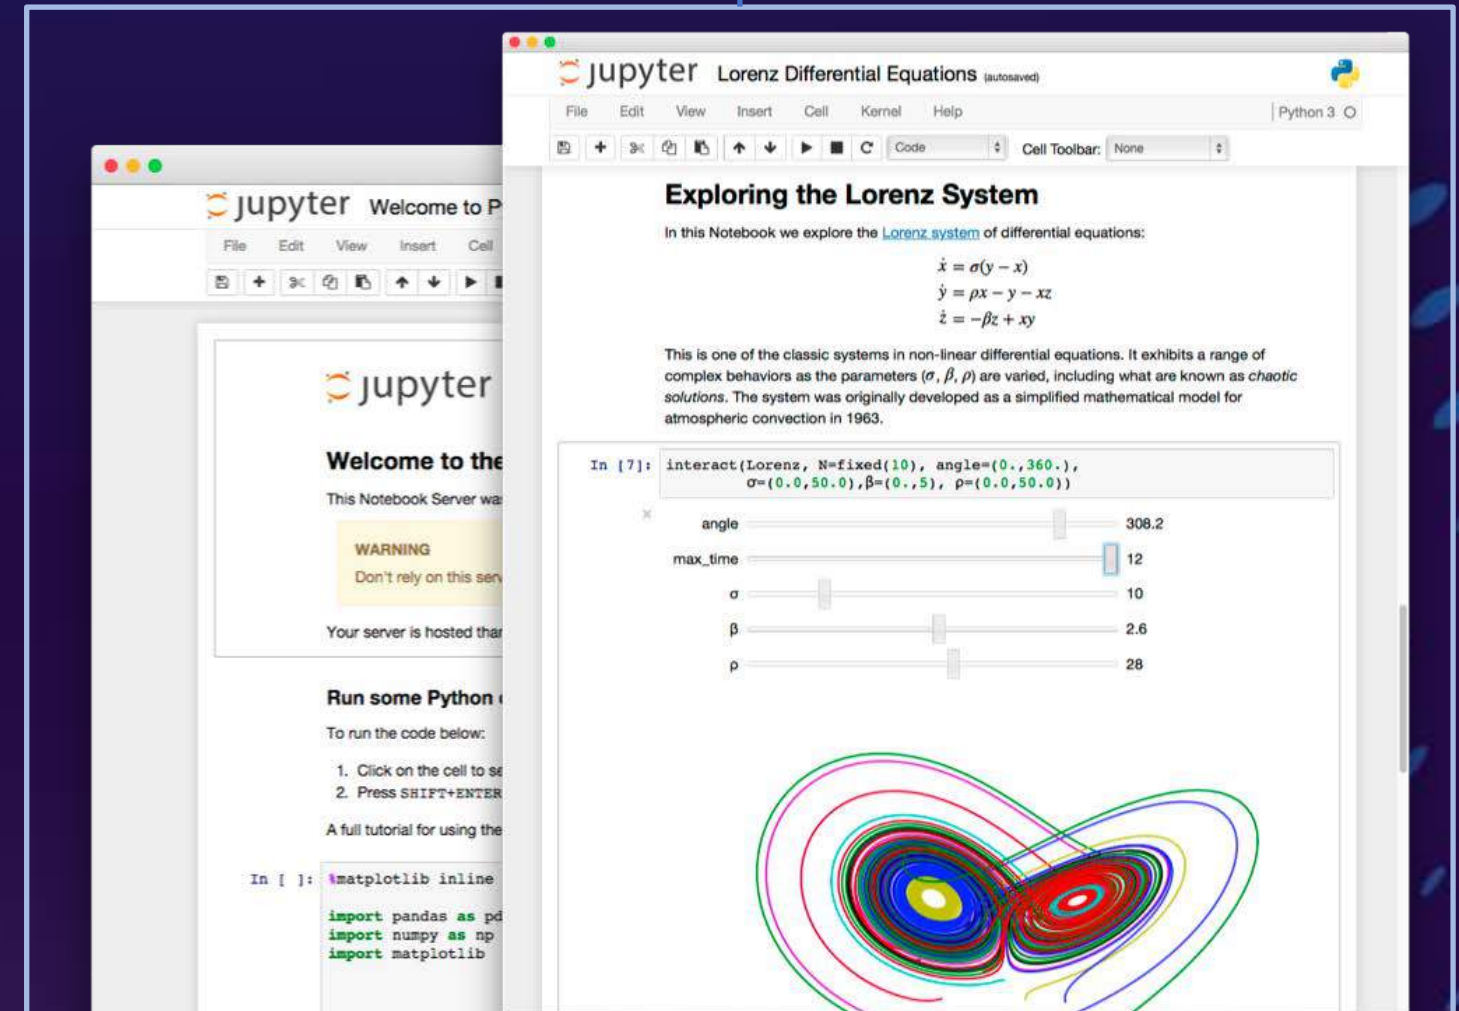 jupyter Lorenz Differential Equations (autosaved)
File Edit View Insert Cell Kernel Help Python 3
Code Cell Toolbar: None
Exploring the Lorenz System
In this Notebook we explore the Lorenz system of differential equations:
ẋ = σ(y − x)
ẏ = ρx − y − xz
ż = −βz + xy
This is one of the classic systems in non-linear differential equations. It exhibits a range of
complex behaviors as the parameters (σ, β, ρ) are varied, including what are known as chaotic
solutions. The system was originally developed as a simplified mathematical model for
atmospheric convection in 1963.
In [7]: interact(Lorenz, N=fixed(10), angle=(0.,360.),
σ=(0.0,50.0),β=(0.,5), ρ=(0.0,50.0))
× angle 308.2
max_time 12
σ 10
β 2.6
ρ 28
jupyter Welcome to P
File Edit View Insert Cell
jupyter
Welcome to the
This Notebook Server was
WARNING
Don't rely on this serv
Your server is hosted than
Run some Python
To run the code below:
1. Click on the cell to se
2. Press SHIFT+ENTER
A full tutorial for using the
In [ ]: %matplotlib inline
import pandas as pd
import numpy as np
import matplotlib